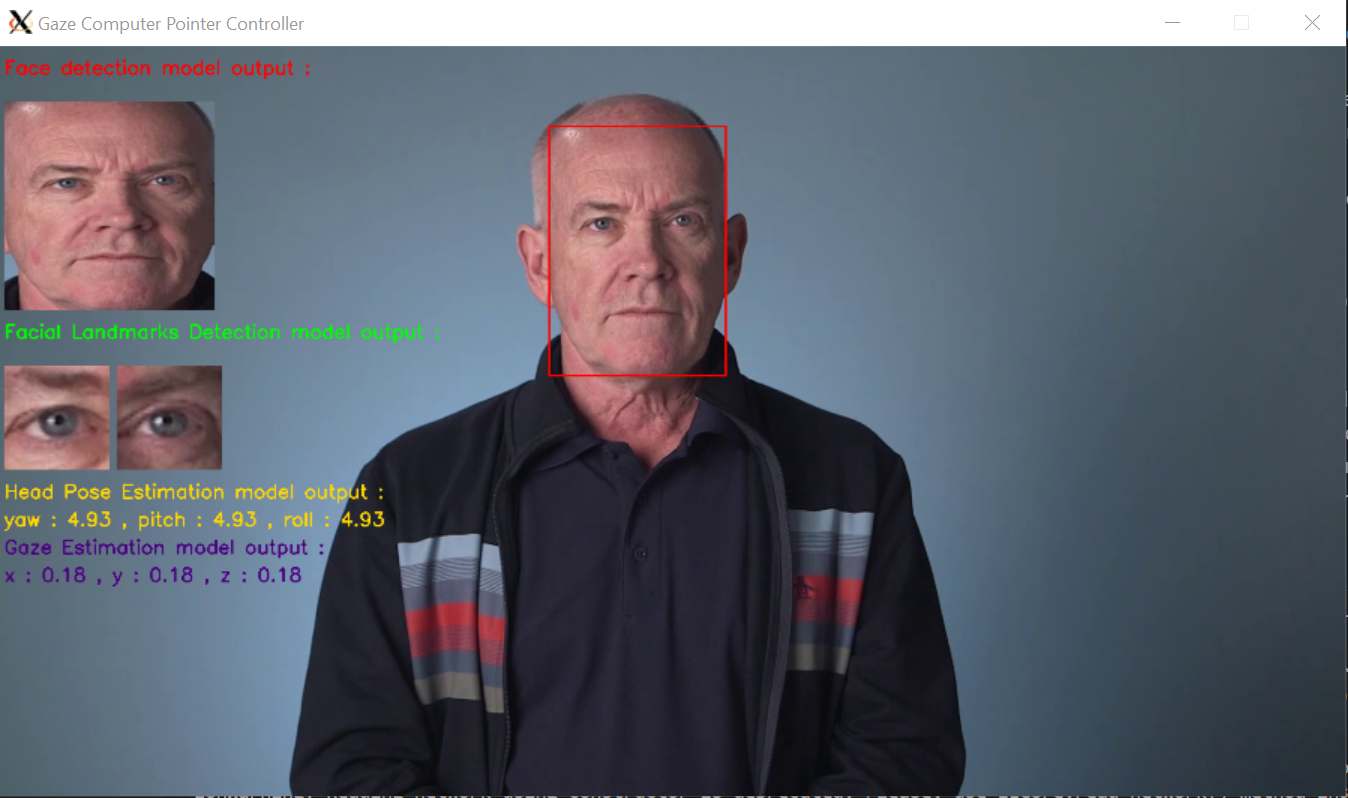 Gaze Computer Pointer Controller
Face detection model output :
Facial Landmarks Detection model output :
Head Pose Estimation model output :
yaw : 4.93 , pitch : 4.93 , roll : 4.93
Gaze Estimation model output :
x : 0.18 , y : 0.18 , z : 0.18